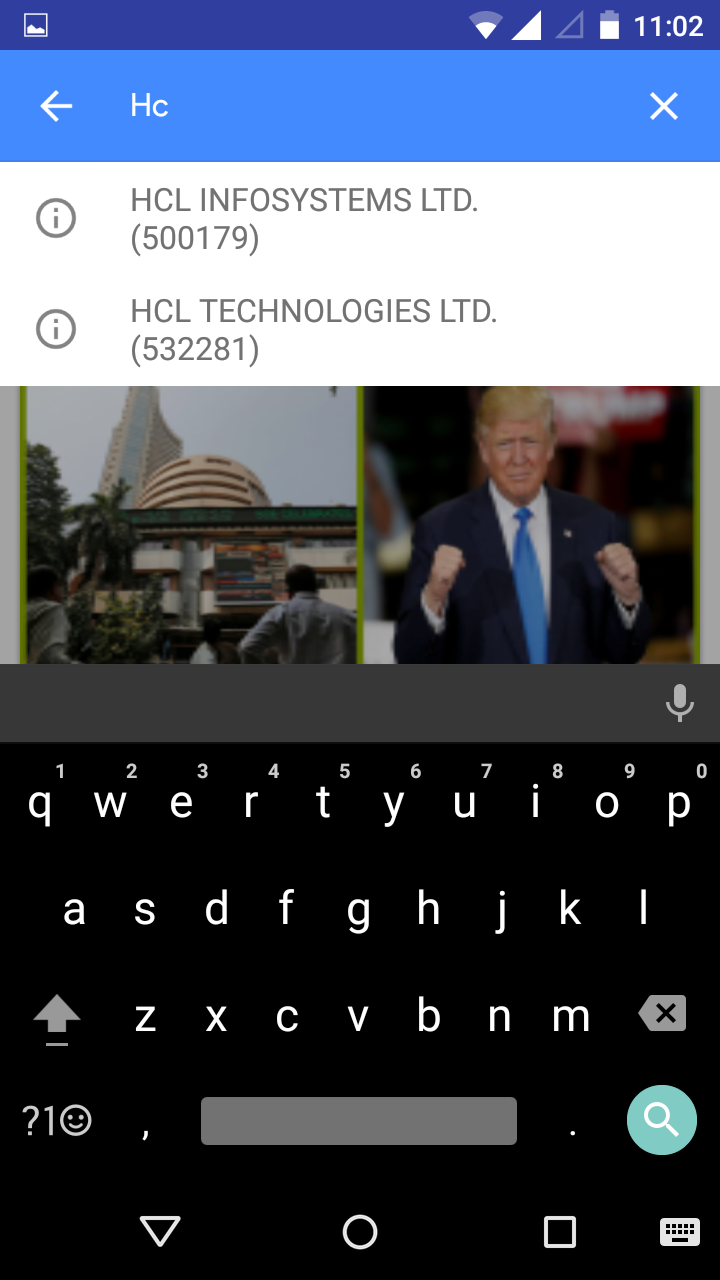 11:02
Hc
HCL INFOSYSTEMS LTD.
(500179)
HCL TECHNOLOGIES LTD.
(532281)
TRUMP
1 2 3 4 5 6 7 8 9 0
q w e r t y u i o p
a s d f g h j k l
z x c v b n m
?1☺ , .